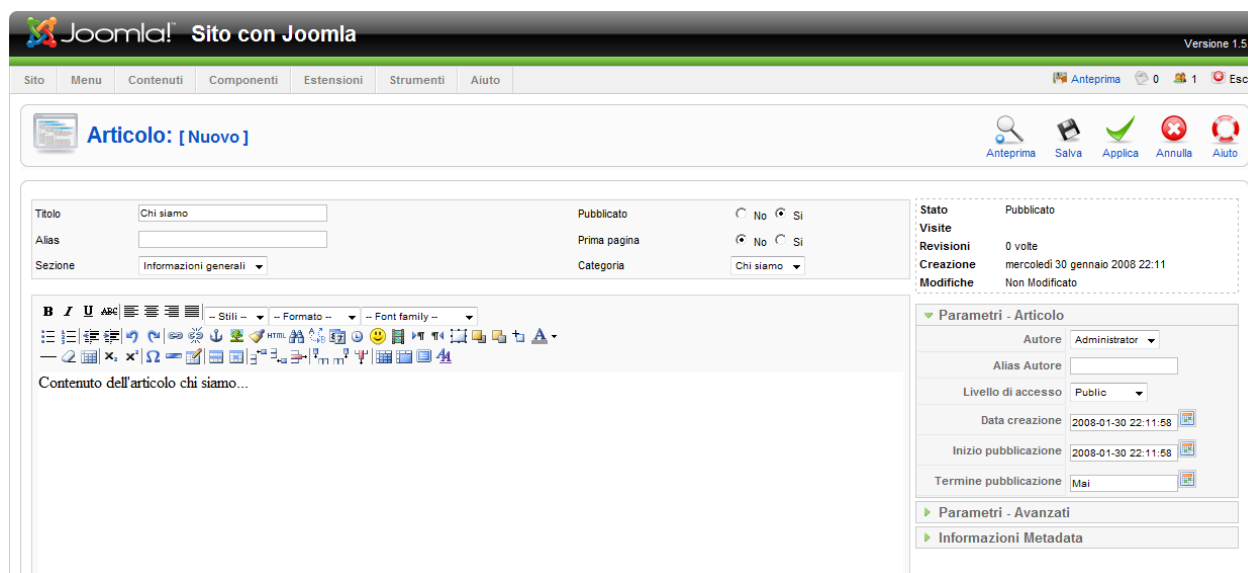 Joomla! Sito con Joomla
Versione 1.5
Sito Menu Contenuti Componenti Estensioni Strumenti Aiuto Anteprima 0 1 Esc
Articolo: [ Nuovo ]
Anteprima Salva Applica Annulla Aiuto
Titolo Chi siamo Pubblicato No Si
Alias Prima pagina No Si
Sezione Informazioni generali Categoria Chi siamo
Stato Pubblicato
Visite
Revisioni 0 volte
Creazione mercoledì 30 gennaio 2008 22:11
Modifiche Non Modificato
B I U ABC -- Stili -- -- Formato -- -- Font family --
HTML
Contenuto dell'articolo chi siamo...
Parametri - Articolo
Autore Administrator
Alias Autore
Livello di accesso Public
Data creazione 2008-01-30 22:11:58
Inizio pubblicazione 2008-01-30 22:11:58
Termine pubblicazione Mai
Parametri - Avanzati
Informazioni Metadata